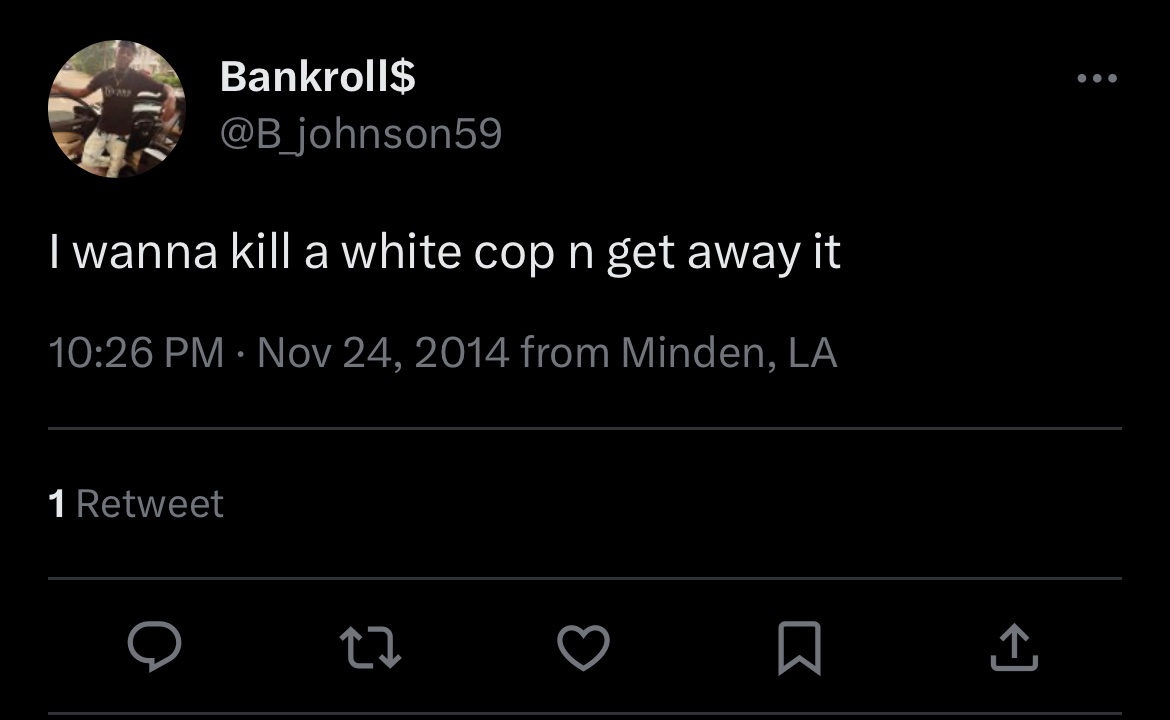 Bankroll$
@B_johnson59
I wanna kill a white cop n get away it
10:26 PM · Nov 24, 2014 from Minden, LA
1 Retweet